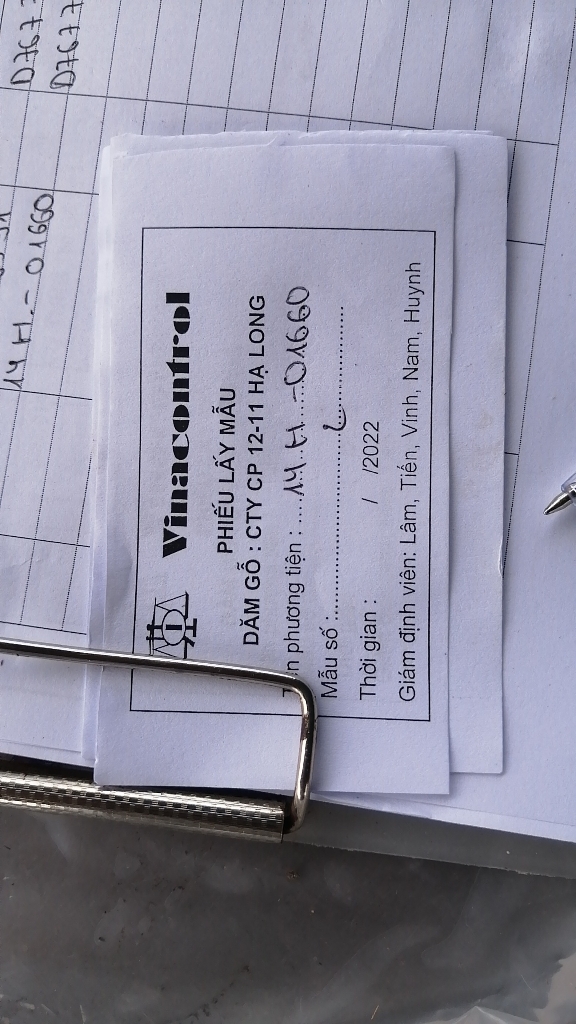 Vinacontrol
PHIẾU LẤY MẪU
DĂM GỖ : CTY CP 12-11 HẠ LONG
phương tiện : ....14.H.-01660
Mẫu số :
Thời gian : / /2022
Giám định viên: Lâm, Tiến, Vinh, Nam, Huynh
14 H.-01660